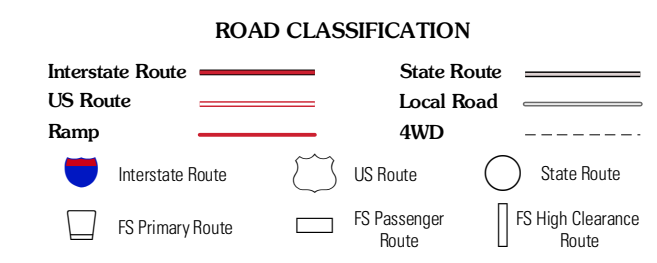 ROAD CLASSIFICATION
Interstate Route
State Route
US Route
Local Road
Ramp
4WD
Interstate Route
US Route
State Route
FS Primary Route
FS Passenger
Route
FS High Clearance
Route